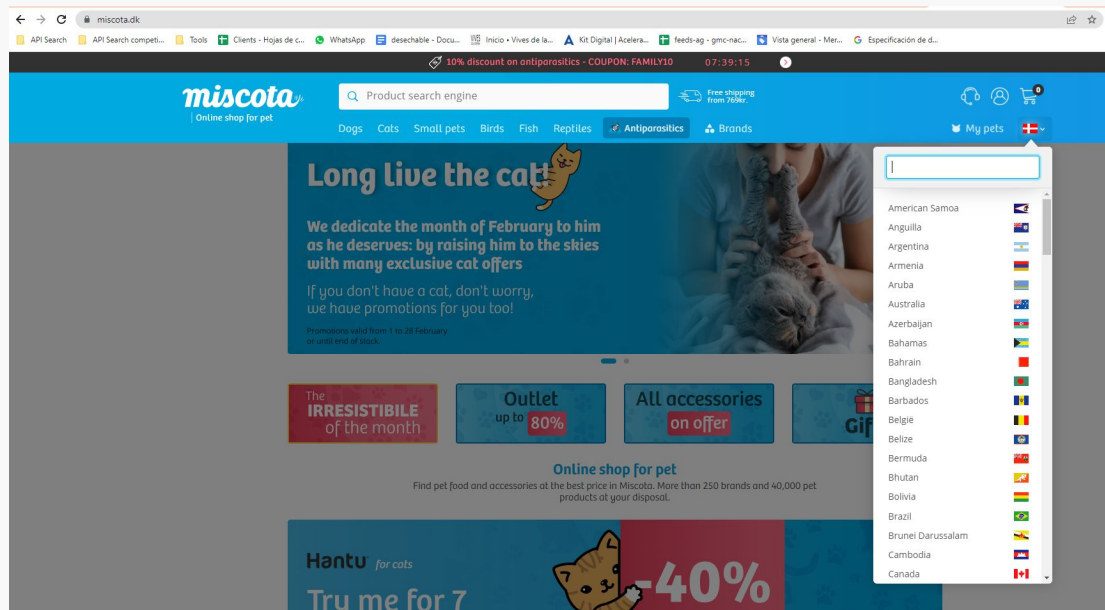 miscota.dk
API Search
API Search competi...
Tools
Clients - Hojas de c...
WhatsApp
desechable - Docu...
Inicio • Vives de la...
Kit Digital | Acelera...
feeds-ag - gmc-nac...
Vista general - Mer...
Especificación de d...
10% discount on antiparasitics - COUPON: FAMILY10 07:39:15
miscota
Online shop for pet
Product search engine
Free shipping
from 769kr.
0
Dogs Cats Small pets Birds Fish Reptiles Antiparasitics Brands
My pets
Long live the cat!
We dedicate the month of February to him
as he deserves: by raising him to the skies
with many exclusive cat offers
If you don't have a cat, don't worry,
we have promotions for you too!
Promotions valid from 1 to 28 February
or until end of stock.
The
IRRESISTIBILE
of the month
Outlet
up to 80%
All accessories
on offer
Gif
Online shop for pet
Find pet food and accessories at the best price in Miscota. More than 250 brands and 40,000 pet
products at your disposal.
Hantu for cats
Try me for 7
-40%
American Samoa
Anguilla
Argentina
Armenia
Aruba
Australia
Azerbaijan
Bahamas
Bahrain
Bangladesh
Barbados
België
Belize
Bermuda
Bhutan
Bolivia
Brazil
Brunei Darussalam
Cambodia
Canada